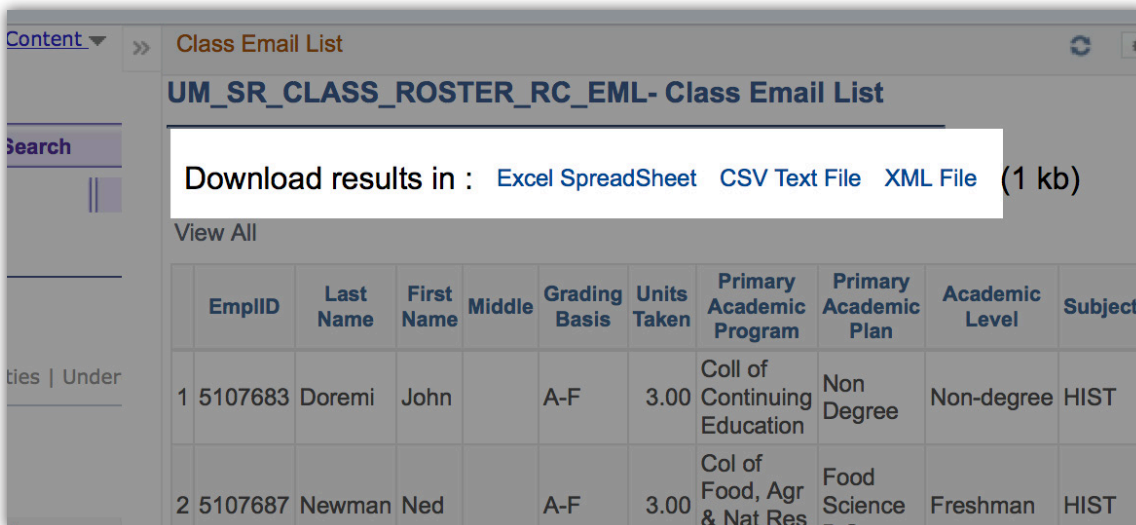 Content
Class Email List
UM_SR_CLASS_ROSTER_RC_EML- Class Email List
Search
Download results in : Excel SpreadSheet CSV Text File XML File (1 kb)
View All
EmplID Last Name First Name Middle Grading Basis Units Taken Primary Academic Program Primary Academic Plan Academic Level Subject
ties | Under
1 5107683 Doremi John A-F 3.00 Coll of Continuing Education Non Degree Non-degree HIST
2 5107687 Newman Ned A-F 3.00 Col of Food, Agr & Nat Res Food Science Freshman HIST